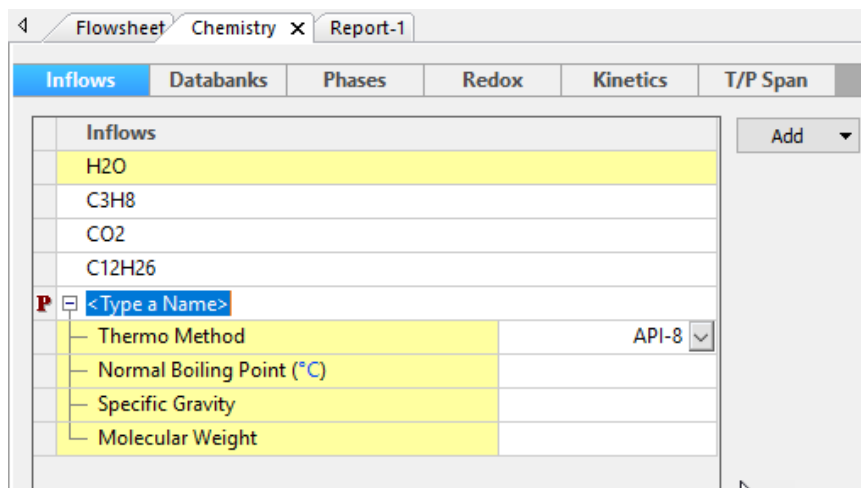 Flowsheet Chemistry Report-1
Inflows Databanks Phases Redox Kinetics T/P Span
Inflows
Add
H2O
C3H8
CO2
C12H26
P <Type a Name>
Thermo Method API-8
Normal Boiling Point (°C)
Specific Gravity
Molecular Weight